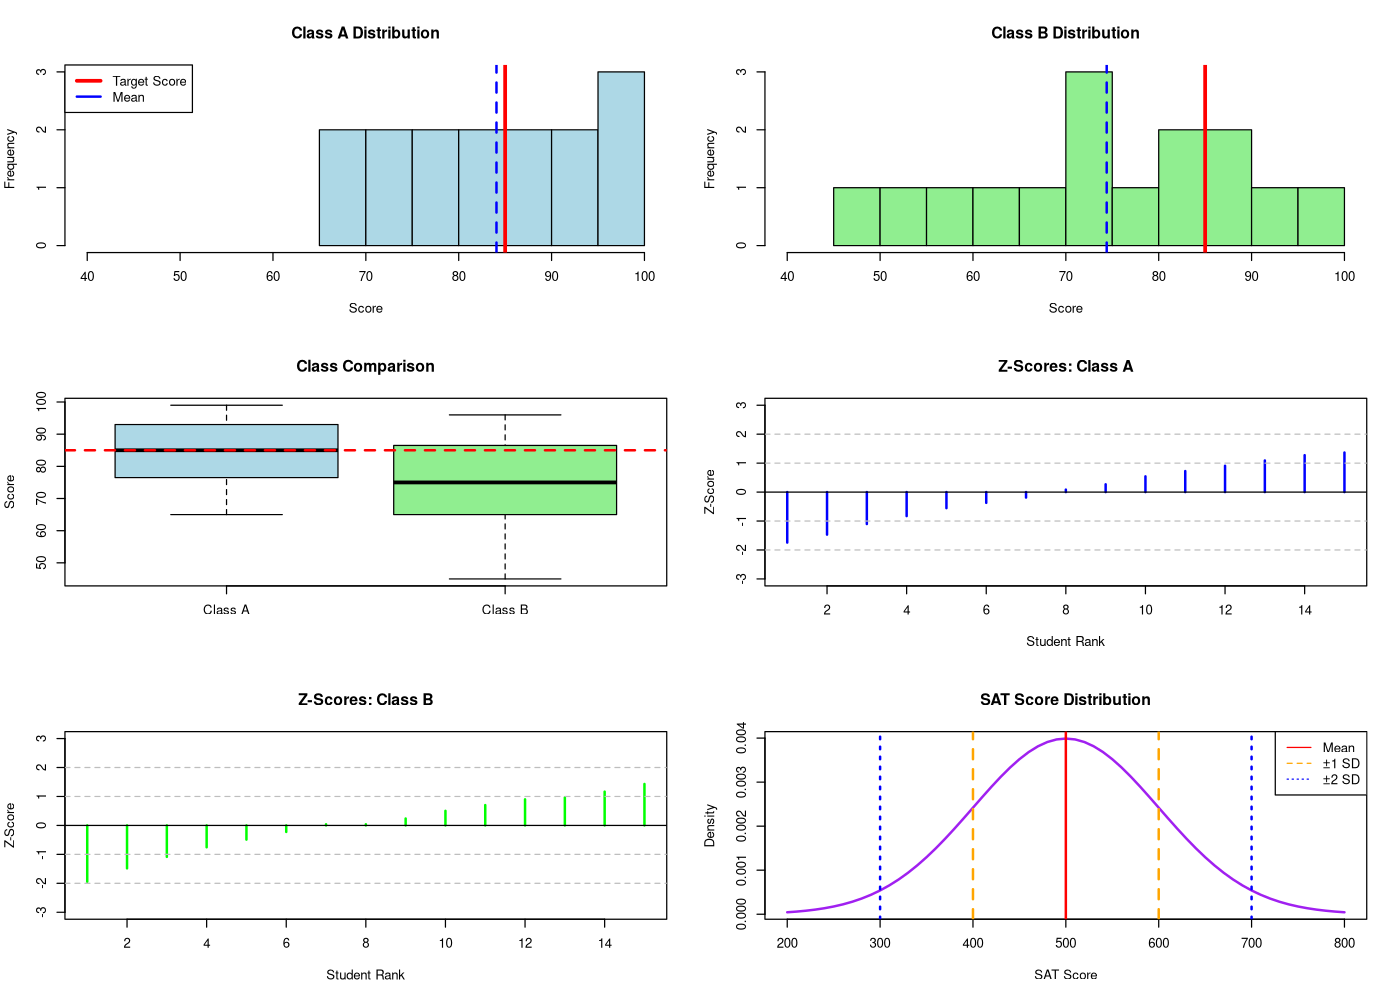 Class A Distribution
Frequency
0
1
2
3
Target Score
Mean
40 50 60 70 80 90 100
Score
Class B Distribution
Frequency
0
1
2
3
40 50 60 70 80 90 100
Score
Class Comparison
Score
50
60
70
80
90
100
Class A Class B
Z-Scores: Class A
Z-Score
-3
-2
-1
0
1
2
3
2 4 6 8 10 12 14
Student Rank
Z-Scores: Class B
Z-Score
-3
-2
-1
0
1
2
3
2 4 6 8 10 12 14
Student Rank
SAT Score Distribution
Density
0.000
0.001
0.002
0.003
0.004
Mean
±1 SD
±2 SD
200 300 400 500 600 700 800
SAT Score